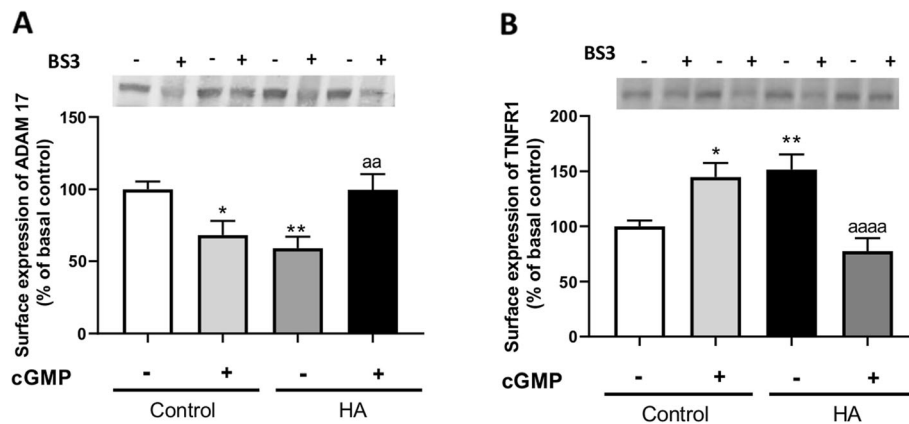 A
BS3 - + - + - + - +
Surface expression of ADAM 17
(% of basal control)
150
100
50
0
*
**
aa
cGMP - + - +
Control HA
B
BS3 - + - + - + - +
Surface expression of TNFR1
(% of basal control)
200
150
100
50
0
*
**
aaaa
cGMP - + - +
Control HA